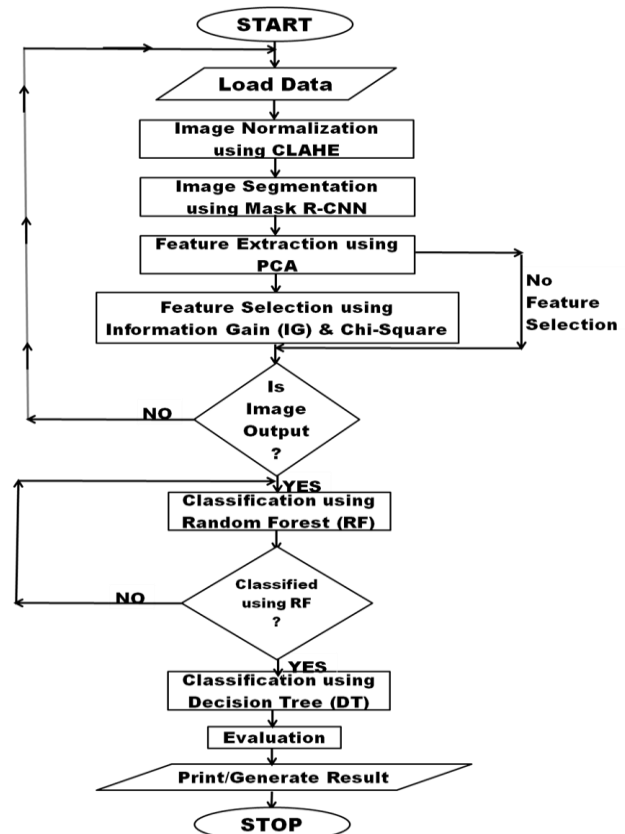 START
Load Data
Image Normalization
using CLAHE
Image Segmentation
using Mask R-CNN
Feature Extraction using
PCA
No
Feature
Selection
Feature Selection using
Information Gain (IG) & Chi-Square
Is
Image
Output
?
NO
YES
Classification using
Random Forest (RF)
Classified
using RF
?
NO
YES
Classification using
Decision Tree (DT)
Evaluation
Print/Generate Result
STOP